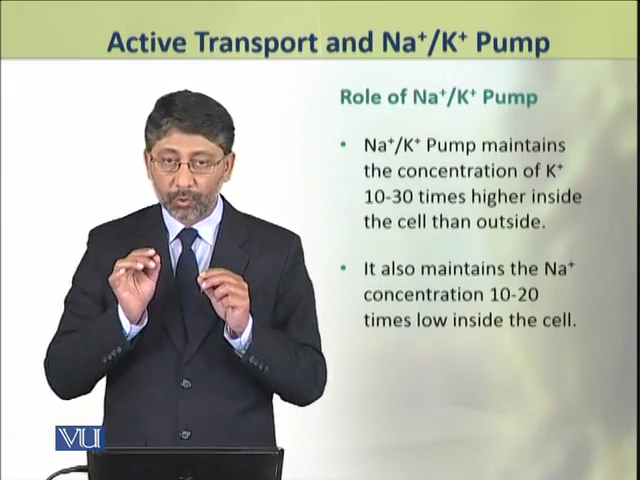 Active Transport and Na⁺/K⁺ Pump
Role of Na⁺/K⁺ Pump
• Na⁺/K⁺ Pump maintains
the concentration of K⁺
10-30 times higher inside
the cell than outside.
• It also maintains the Na⁺
concentration 10-20
times low inside the cell.
VU